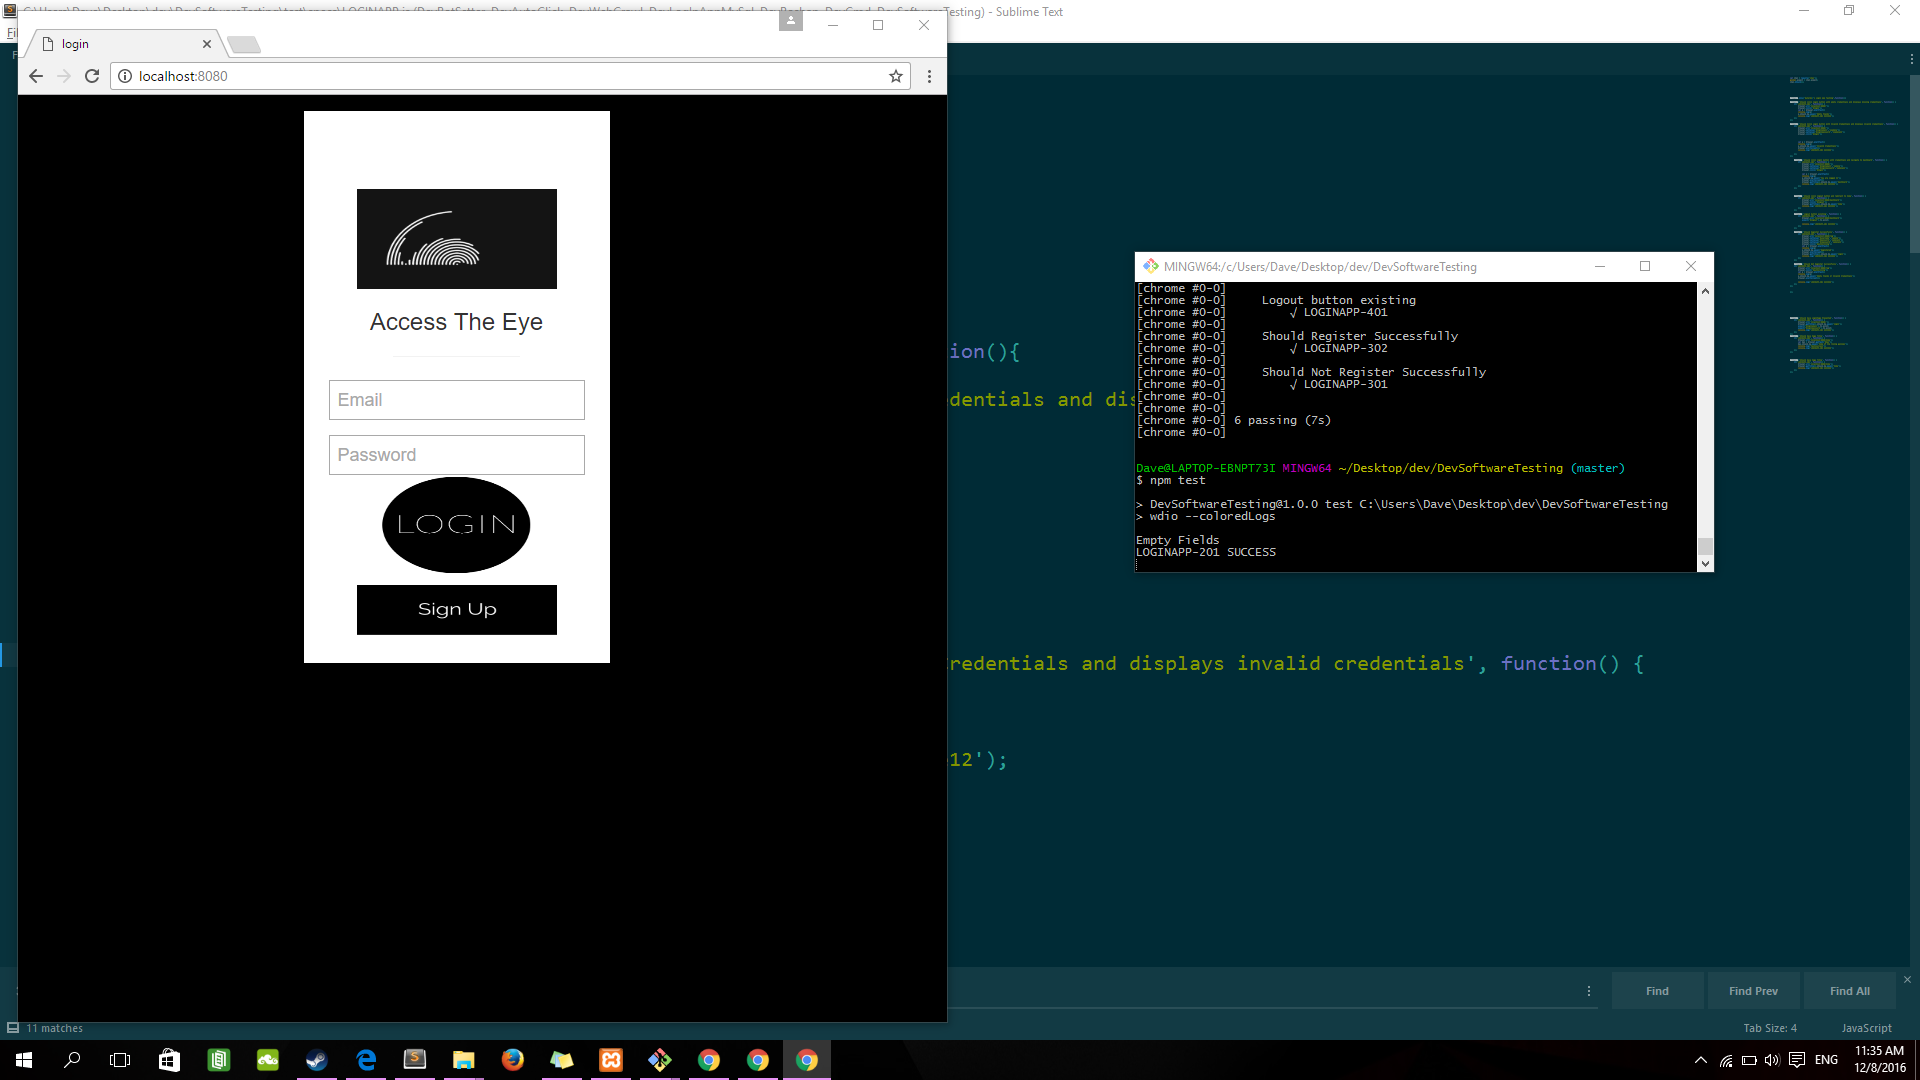 login
localhost:8080
Access The Eye
Email
Password
LOGIN
Sign Up
Testing) - Sublime Text
ion(){
dentials and dis
redentials and displays invalid credentials', function() {
12');
MINGW64:/c/Users/Dave/Desktop/dev/DevSoftwareTesting
[chrome #0-0]
[chrome #0-0] Logout button existing
[chrome #0-0] √ LOGINAPP-401
[chrome #0-0]
[chrome #0-0] Should Register Successfully
[chrome #0-0] √ LOGINAPP-302
[chrome #0-0]
[chrome #0-0] Should Not Register Successfully
[chrome #0-0] √ LOGINAPP-301
[chrome #0-0]
[chrome #0-0]
[chrome #0-0] 6 passing (7s)
[chrome #0-0]
Dave@LAPTOP-EBNPT73I MINGW64 ~/Desktop/dev/DevSoftwareTesting (master)
$ npm test
> DevSoftwareTesting@1.0.0 test C:\Users\Dave\Desktop\dev\DevSoftwareTesting
> wdio --coloredLogs
Empty Fields
LOGINAPP-201 SUCCESS
Find
Find Prev
Find All
11 matches
Tab Size: 4
JavaScript
ENG
11:35 AM
12/8/2016